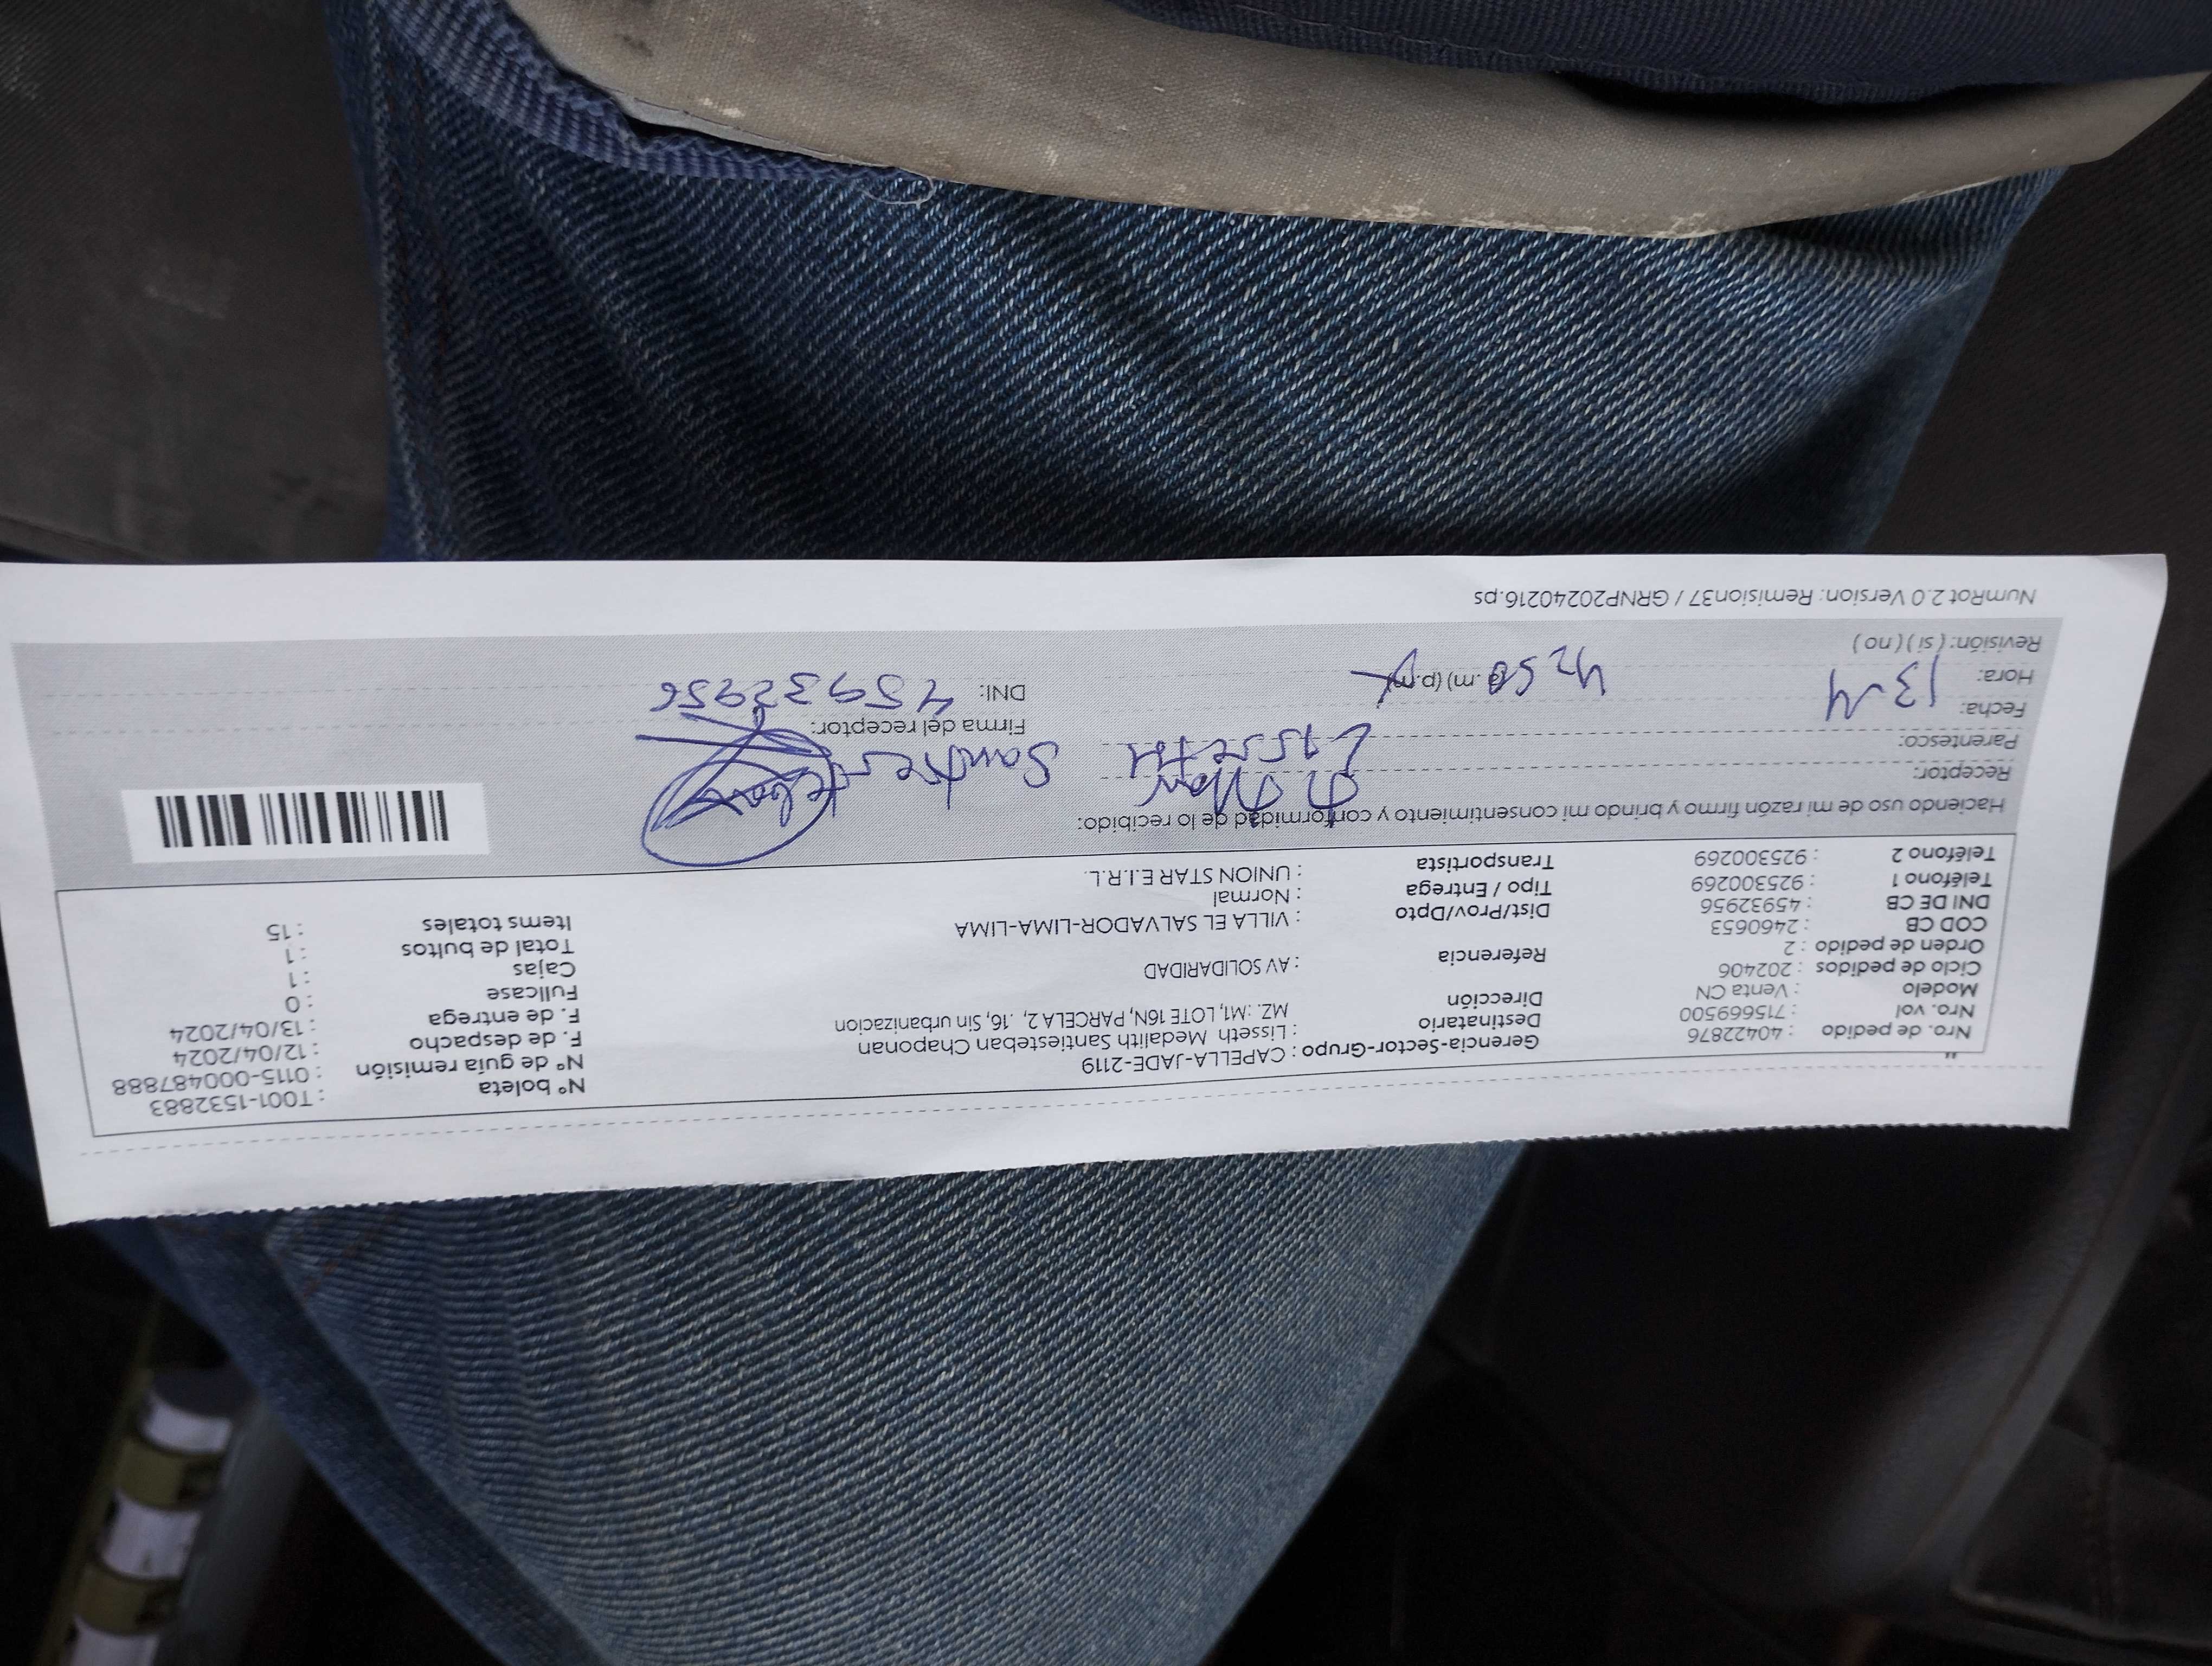 Nro. de pedido : 40422876
Nro. vol : 715669500
Modelo : Venta CN
Ciclo de pedidos : 202406
Orden de pedido : 2
COD CB : 2460653
DNI DE CB : 45932956
Teléfono 1 : 925300269
Teléfono 2 : 925300269
Gerencia-Sector-Grupo : CAPELLA-JADE-2119
Destinatario : Lisseth Medalith Santiesteban Chaponan
Dirección MZ. :M1, LOTE 16N, PARCELA 2, .16, Sin urbanizacion
Referencia : AV SOLIDARIDAD
Dist/Prov/Dpto : VILLA EL SALVADOR-LIMA-LIMA
Tipo / Entrega : Normal
Transportista : UNION STAR E.I.R.L.
N° boleta : T001-1532883
N° de guía remisión : 0115-000487888
F. de despacho : 12/04/2024
F. de entrega : 13/04/2024
Fullcase : 0
Cajas : 1
Total de bultos : 1
Items totales : 15
Haciendo uso de mi razón firmo y brindo mi consentimiento y conformidad de lo recibido:
Receptor:
Parentesco: Lisseth Santiesteban
Fecha: 13-4
Firma del receptor:
Hora: (a.m) (p.m)
DNI: 459332956
Revisión: ( si ) ( no )
NumRot 2.0 Version: Remision37 / GRNP20240216.ps